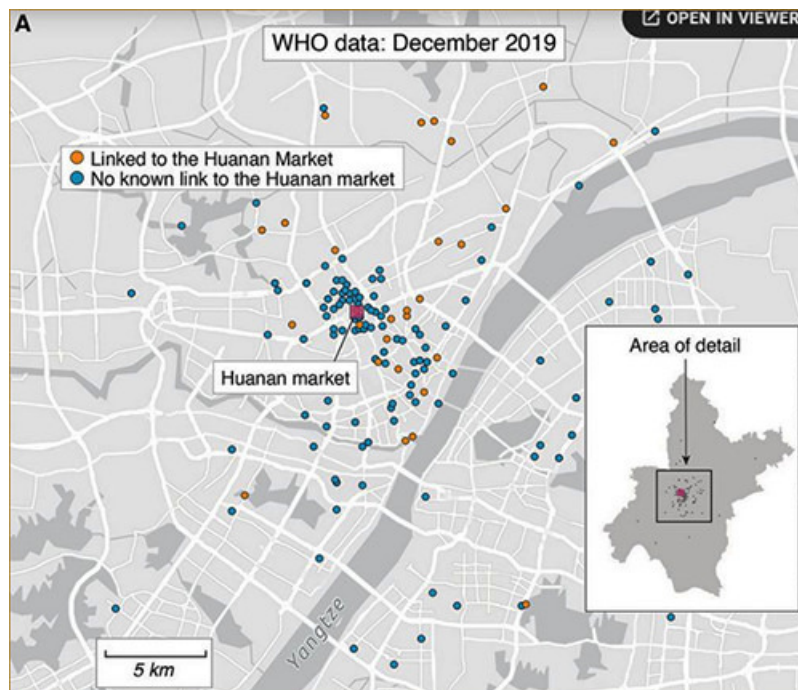 A
OPEN IN VIEWER
WHO data: December 2019
Linked to the Huanan Market
No known link to the Huanan market
Huanan market
Area of detail
Yangtze
5 km